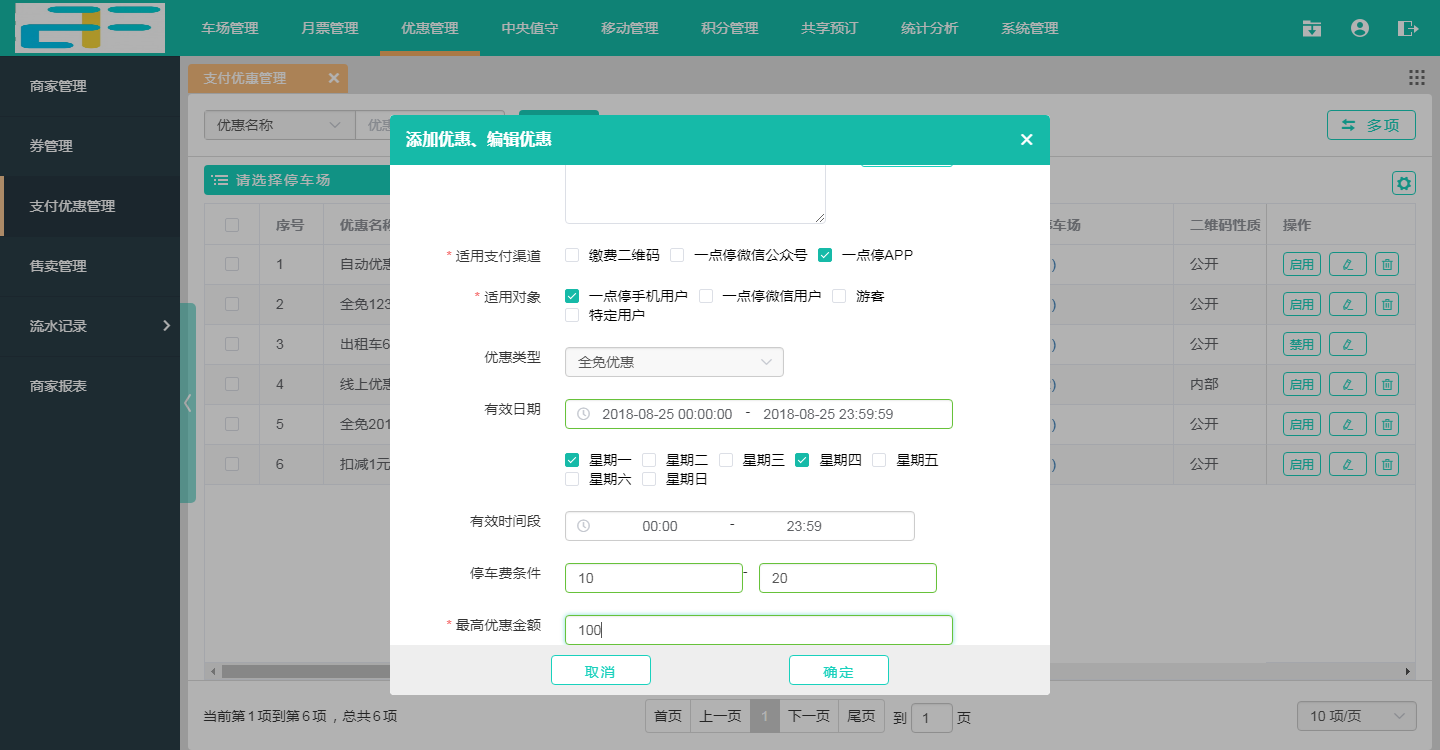 车场管理 月票管理 优惠管理 中央值守 移动管理 积分管理 共享预订 统计分析 系统管理
商家管理
券管理
支付优惠管理
售卖管理
流水记录
商家报表
支付优惠管理
优惠名称
多项
请选择停车场
序号 优惠名称 车场 二维码性质 操作
1 自动优惠 ) 公开 启用
2 全免123 ) 公开 启用
3 出租车6 ) 公开 禁用
4 线上优惠 ) 内部 启用
5 全免201 ) 公开 启用
6 扣减1元 ) 公开 启用
添加优惠、编辑优惠
* 适用支付渠道 缴费二维码 一点停微信公众号 一点停APP
* 适用对象 一点停手机用户 一点停微信用户 游客
特定用户
优惠类型 全免优惠
有效日期 2018-08-25 00:00:00 - 2018-08-25 23:59:59
星期一 星期二 星期三 星期四 星期五
星期六 星期日
有效时间段 00:00 - 23:59
停车费条件 10 - 20
* 最高优惠金额 100
取消 确定
当前第1项到第6项，总共6项 首页 上一页 1 下一页 尾页 到 1 页 10 项/页